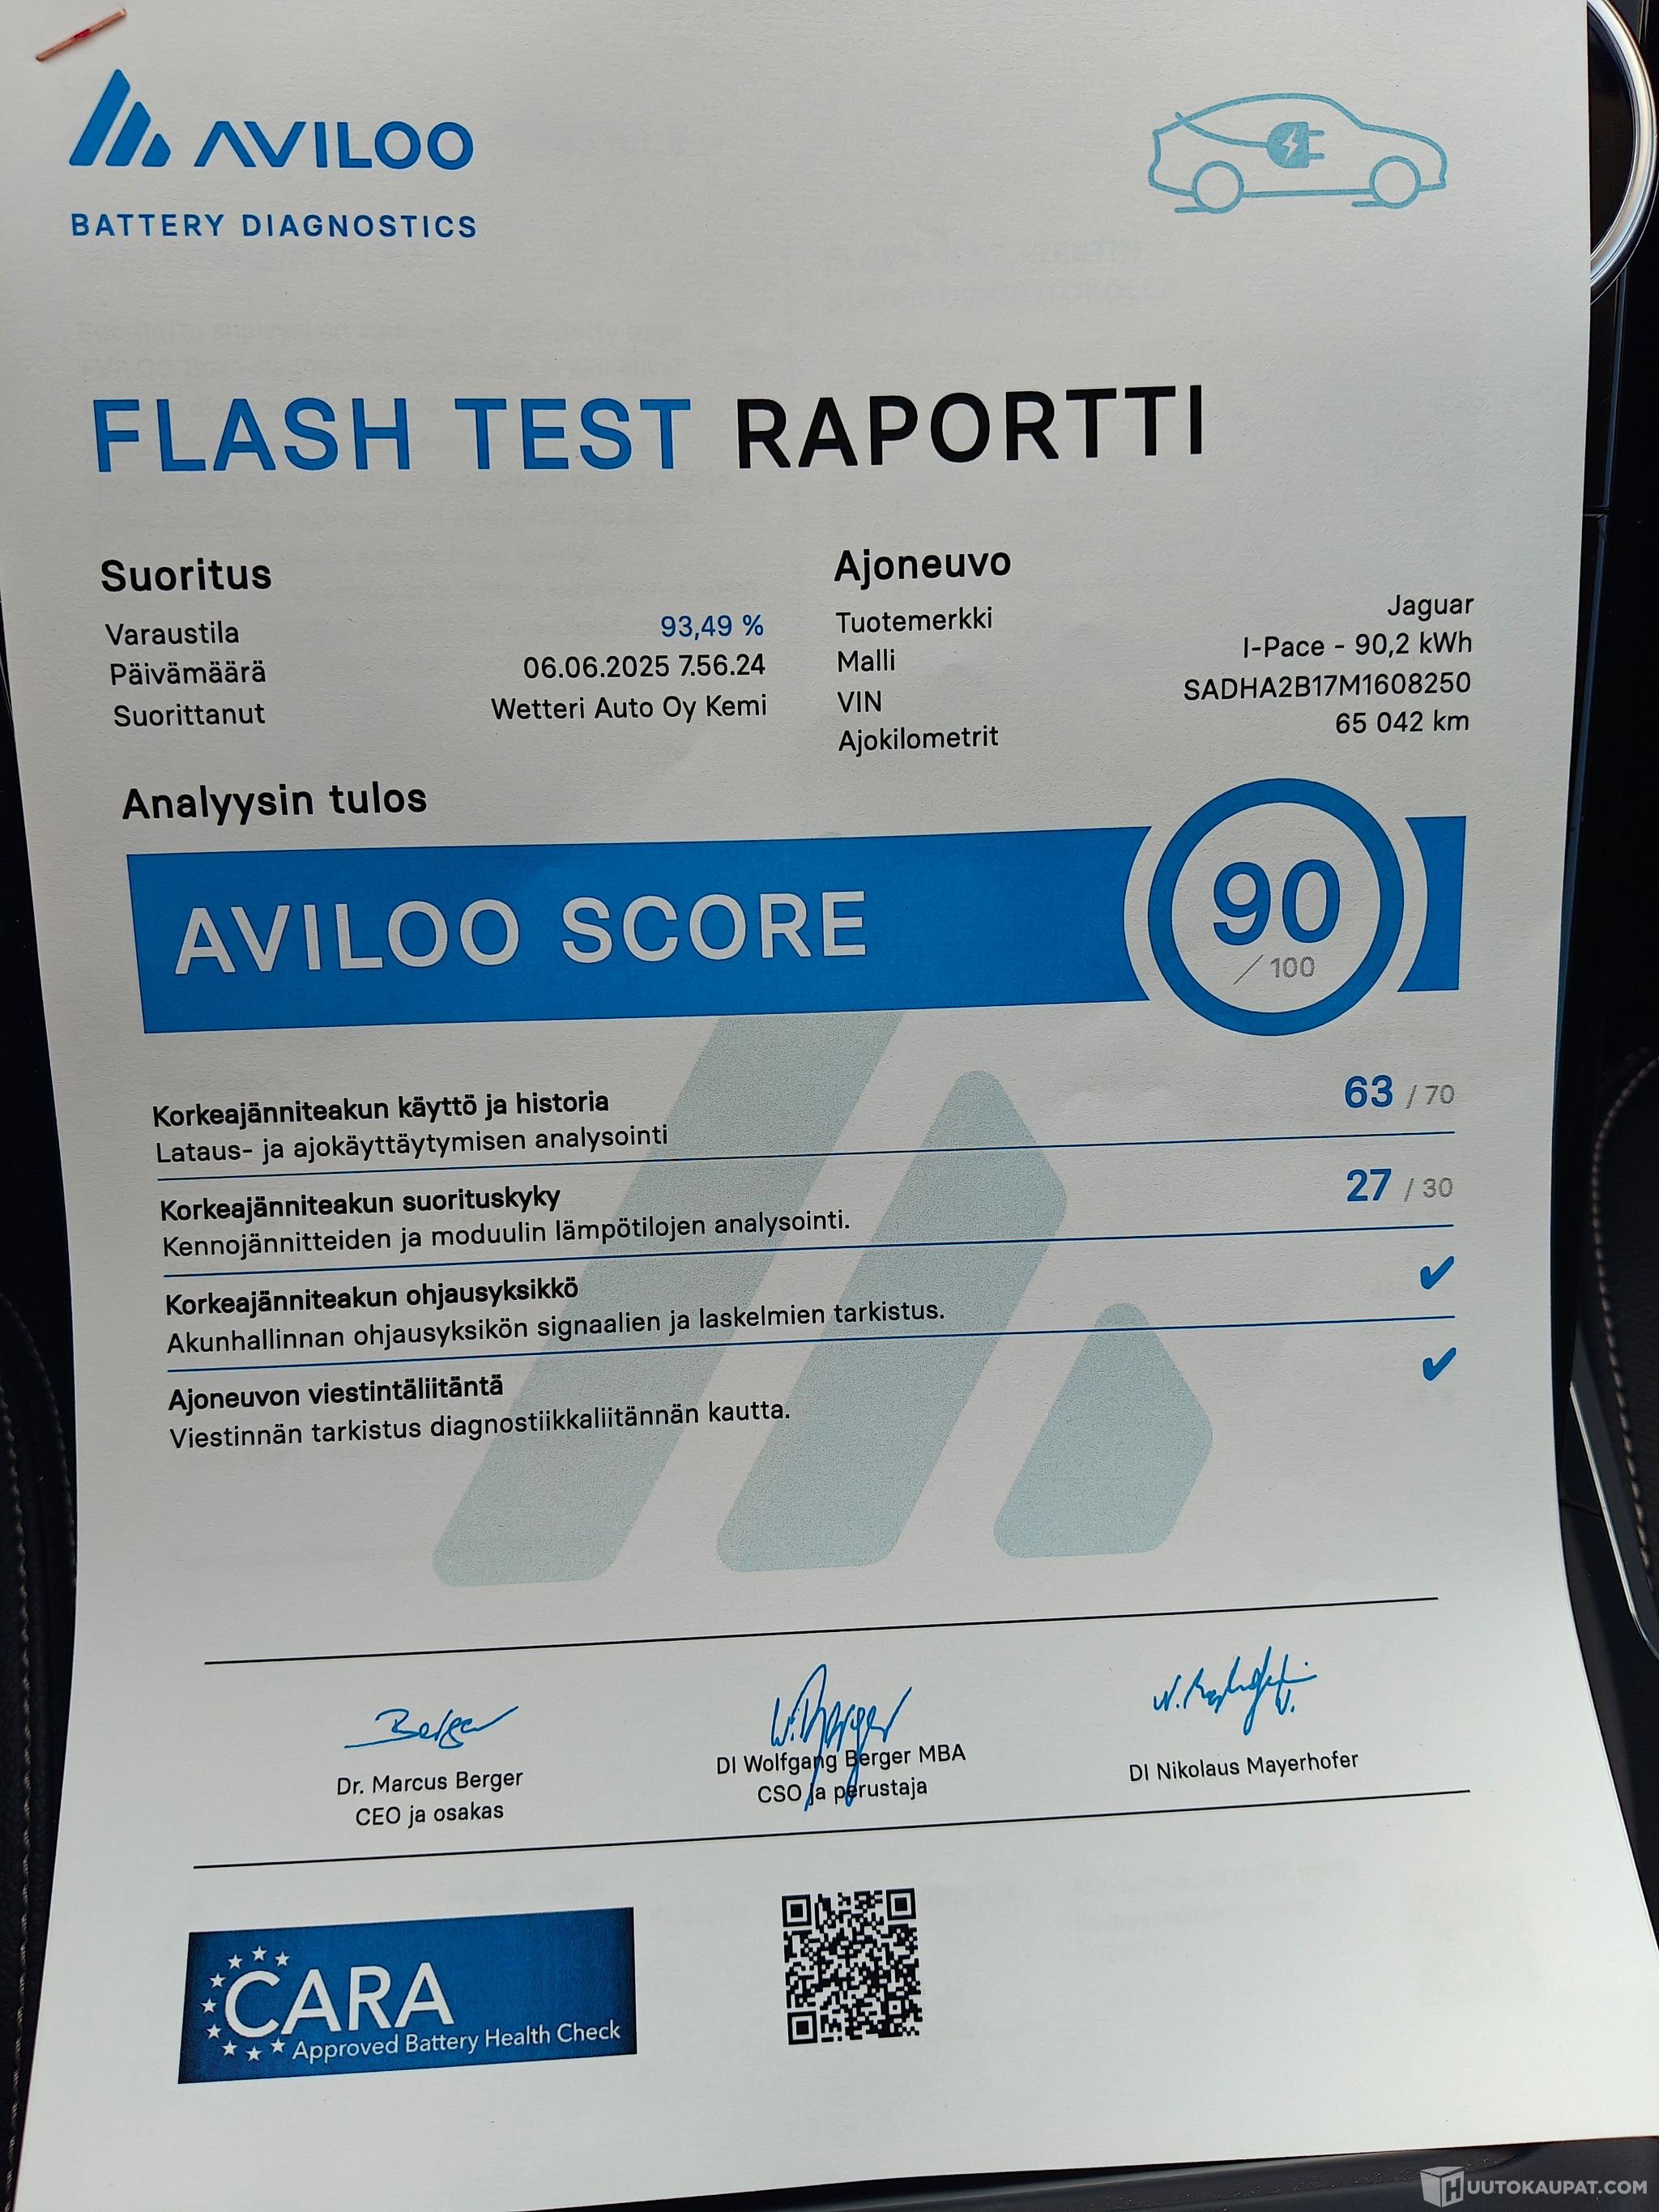 AVILOO
BATTERY DIAGNOSTICS
FLASH TEST RAPORTTI
Suoritus
Varaustila 93,49 %
Päivämäärä 06.06.2025 7.56.24
Suorittanut Wetteri Auto Oy Kemi
Ajoneuvo
Tuotemerkki Jaguar
Malli I-Pace - 90,2 kWh
VIN SADHA2B17M1608250
Ajokilometrit 65 042 km
Analyysin tulos
AVILOO SCORE 90
/ 100
Korkeajänniteakun käyttö ja historia 63 / 70
Lataus- ja ajokäyttäytymisen analysointi
Korkeajänniteakun suorituskyky 27 / 30
Kennojännitteiden ja moduulin lämpötilojen analysointi.
Korkeajänniteakun ohjausyksikkö ✔
Akunhallinnan ohjausyksikön signaalien ja laskelmien tarkistus.
Ajoneuvon viestintäliitäntä ✔
Viestinnän tarkistus diagnostiikkaliitännän kautta.
Berger
W. Berger
Dr. Marcus Berger
CEO ja osakas
DI Wolfgang Berger MBA
CSO ja perustaja
DI Nikolaus Mayerhofer
CARA
Approved Battery Health Check
HUUTOKAUPAT.COM